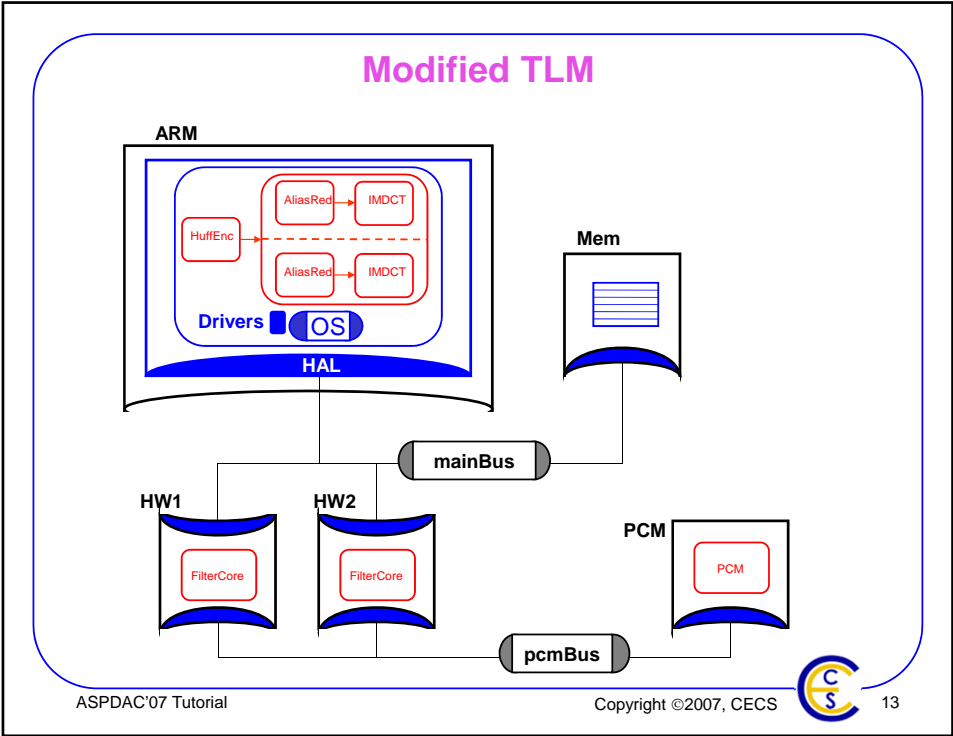 Modified TLM
ARM
AliasRed
IMDCT
HuffEnc
AliasRed
IMDCT
Drivers
OS
HAL
Mem
mainBus
HW1
HW2
PCM
FilterCore
FilterCore
PCM
pcmBus
ASPDAC'07 Tutorial
Copyright ©2007, CECS
C
E
S
13